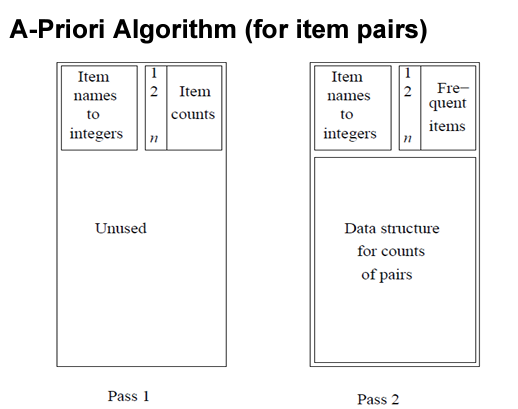 A-Priori Algorithm (for item pairs)
Item
names
to
integers
1
2
n
Item
counts
Unused
Pass 1
Item
names
to
integers
1
2
n
Fre-
quent
items
Data structure
for counts
of pairs
Pass 2